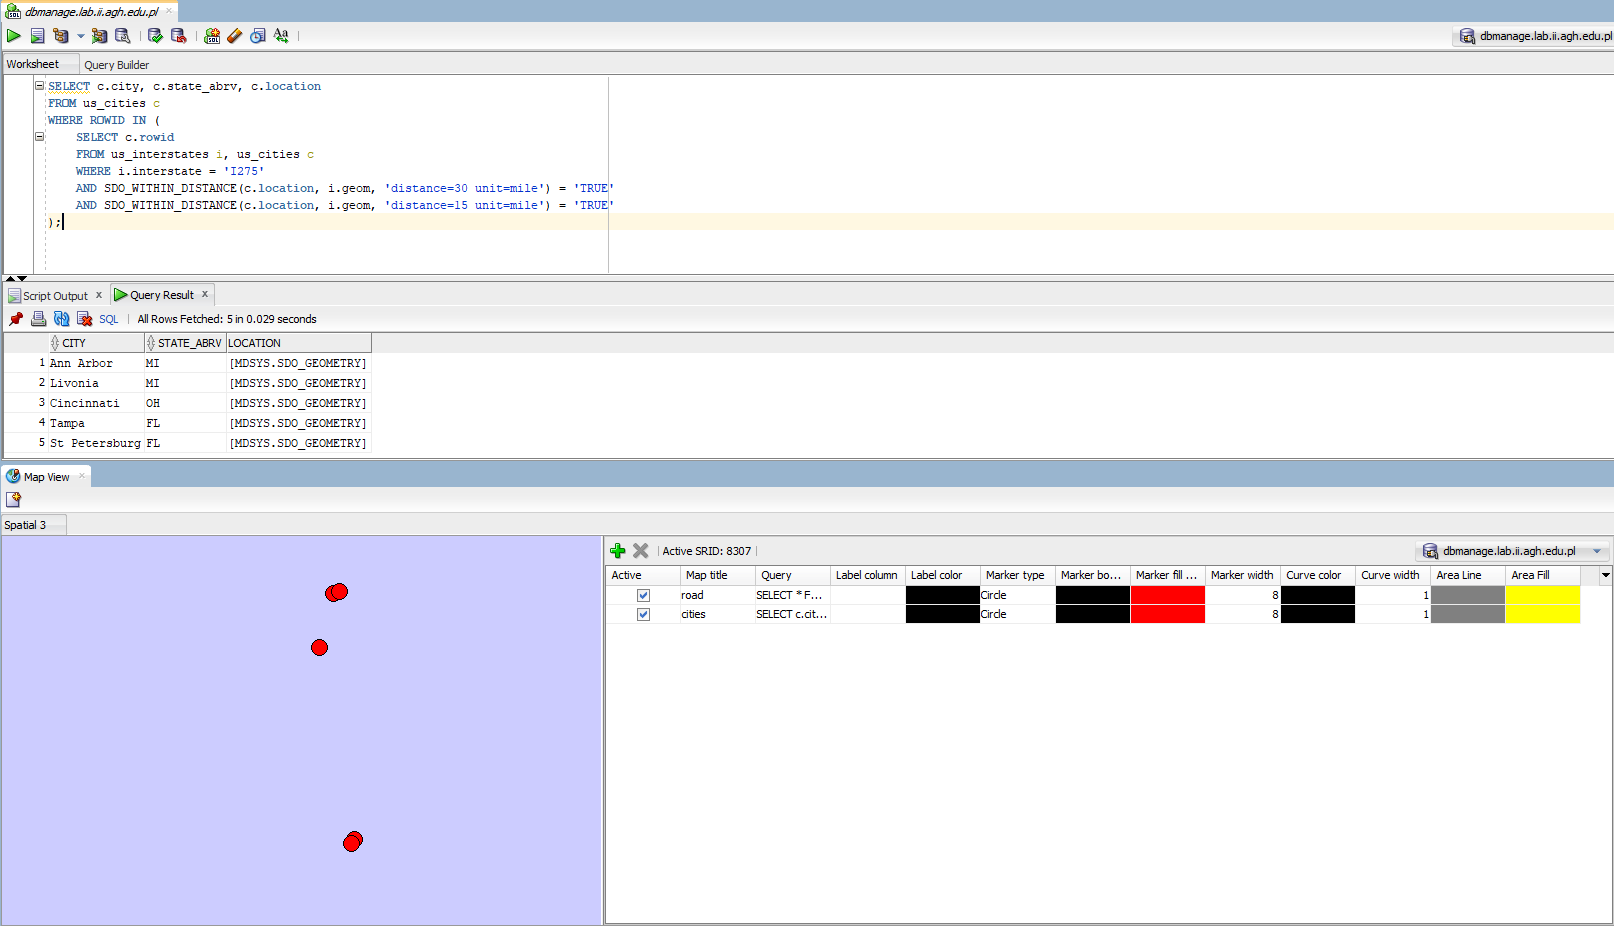 dbmanage.lab.ii.agh.edu.pl
dbmanage.lab.ii.agh.edu.pl
Worksheet Query Builder
SELECT c.city, c.state_abrv, c.location
FROM us_cities c
WHERE ROWID IN (
SELECT c.rowid
FROM us_interstates i, us_cities c
WHERE i.interstate = 'I275'
AND SDO_WITHIN_DISTANCE(c.location, i.geom, 'distance=30 unit=mile') = 'TRUE'
AND SDO_WITHIN_DISTANCE(c.location, i.geom, 'distance=15 unit=mile') = 'TRUE'
);
Script Output x Query Result x
SQL | All Rows Fetched: 5 in 0.029 seconds
CITY STATE_ABRV LOCATION
1 Ann Arbor MI [MDSYS.SDO_GEOMETRY]
2 Livonia MI [MDSYS.SDO_GEOMETRY]
3 Cincinnati OH [MDSYS.SDO_GEOMETRY]
4 Tampa FL [MDSYS.SDO_GEOMETRY]
5 St Petersburg FL [MDSYS.SDO_GEOMETRY]
Map View
Spatial 3
Active SRID: 8307 dbmanage.lab.ii.agh.edu.pl
Active Map title Query Label column Label color Marker type Marker bo... Marker fill ... Marker width Curve color Curve width Area Line Area Fill
road SELECT * F... Circle 8 1
cities SELECT c.cit... Circle 8 1